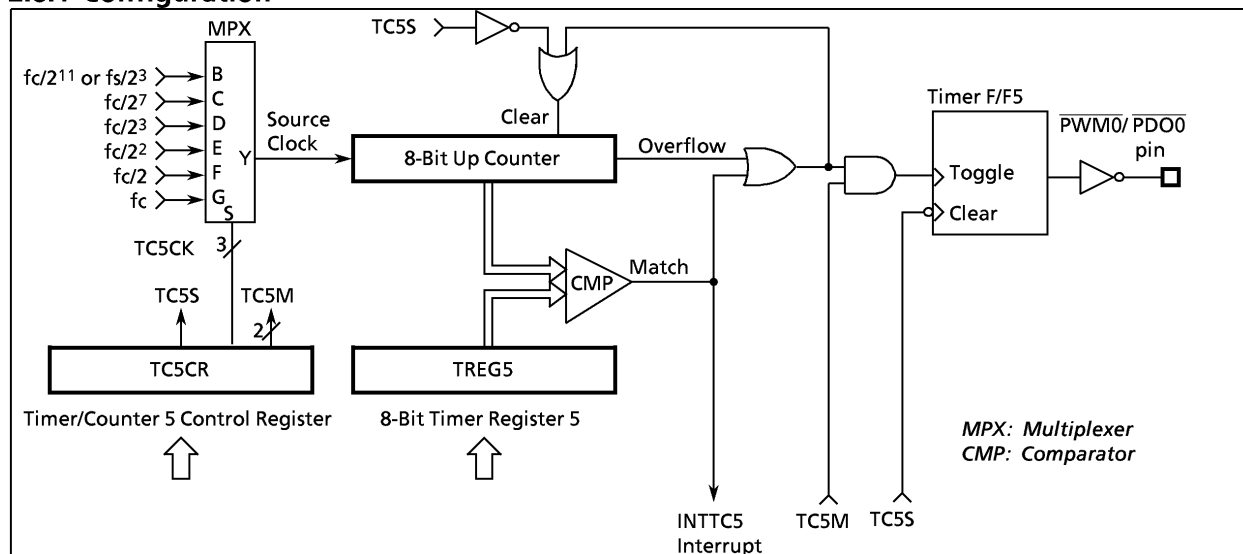 Configuration
MPX
TC5S
fc/2¹¹ or fs/2³
B
fc/2⁷
C
fc/2³
D
fc/2²
E
fc/2
F
fc
G
S
Y
Source
Clock
Clear
8-Bit Up Counter
Overflow
Timer F/F5
Toggle
Clear
PWM0/ PDO0
pin
TC5CK
3
TC5S
TC5M
2
CMP
Match
TC5CR
TREG5
Timer/Counter 5 Control Register
8-Bit Timer Register 5
MPX: Multiplexer
CMP: Comparator
INTTC5
Interrupt
TC5M
TC5S